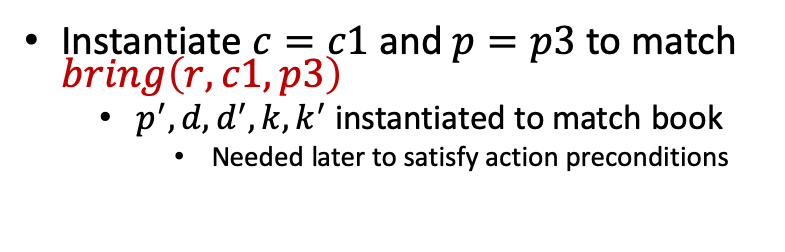 • Instantiate 𝑐 = 𝑐1 and 𝑝 = 𝑝3 to match
𝑏𝑟𝑖𝑛𝑔(𝑟, 𝑐1, 𝑝3)
• 𝑝′, 𝑑, 𝑑′, 𝑘, 𝑘′ instantiated to match book
• Needed later to satisfy action preconditions